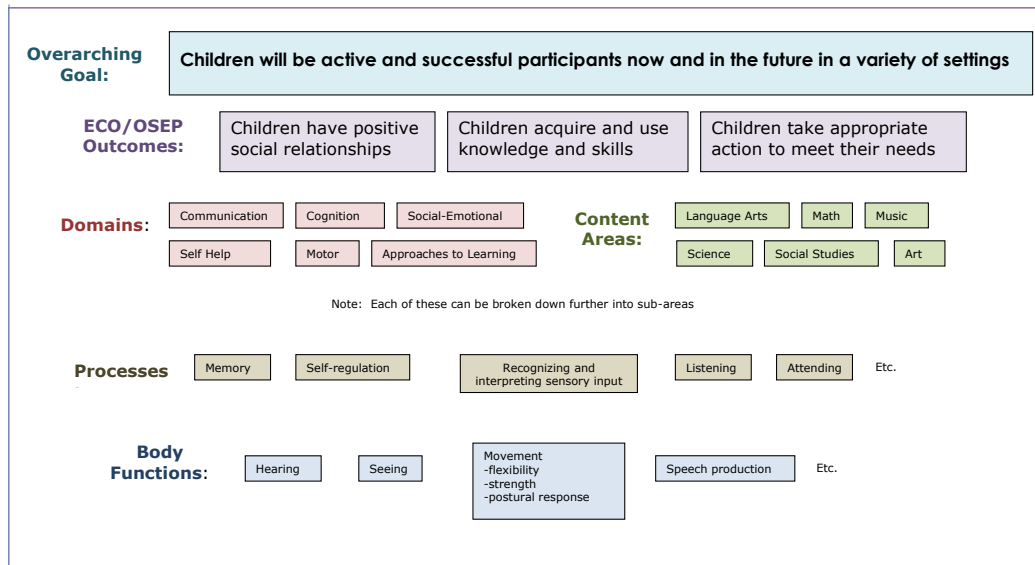 Overarching
Goal:
Children will be active and successful participants now and in the future in a variety of settings
ECO/OSEP
Outcomes:
Children have positive
social relationships
Children acquire and use
knowledge and skills
Children take appropriate
action to meet their needs
Domains:
Communication
Cognition
Social-Emotional
Self Help
Motor
Approaches to Learning
Content
Areas:
Language Arts
Math
Music
Science
Social Studies
Art
Note: Each of these can be broken down further into sub-areas
Processes
Memory
Self-regulation
Recognizing and
interpreting sensory input
Listening
Attending
Etc.
Body
Functions:
Hearing
Seeing
Movement
-flexibility
-strength
-postural response
Speech production
Etc.